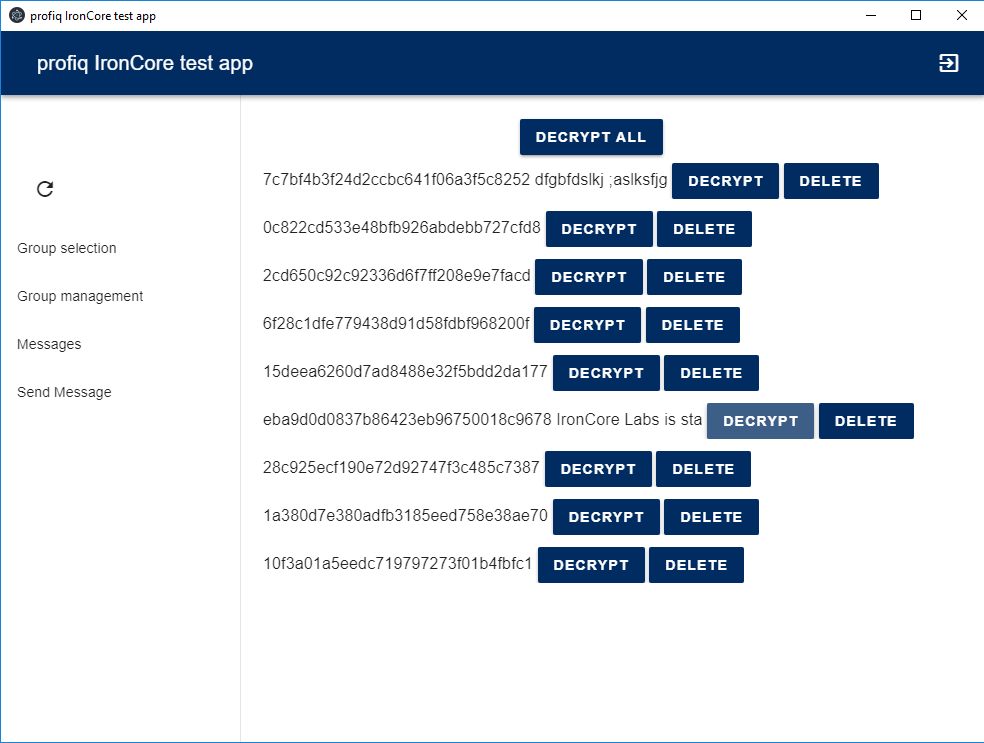 profiq IronCore test app
profiq IronCore test app
DECRYPT ALL
7c7bf4b3f24d2ccbc641f06a3f5c8252 dfgbfdslkj ;aslksfjg DECRYPT DELETE
0c822cd533e48bfb926abdebb727cfd8 DECRYPT DELETE
2cd650c92c92336d6f7ff208e9e7facd DECRYPT DELETE
6f28c1dfe779438d91d58fdbf968200f DECRYPT DELETE
15deea6260d7ad8488e32f5bdd2da177 DECRYPT DELETE
eba9d0d0837b86423eb96750018c9678 IronCore Labs is sta DECRYPT DELETE
28c925ecf190e72d92747f3c485c7387 DECRYPT DELETE
1a380d7e380adfb3185eed758e38ae70 DECRYPT DELETE
10f3a01a5eedc719797273f01b4fbfc1 DECRYPT DELETE
Group selection
Group management
Messages
Send Message